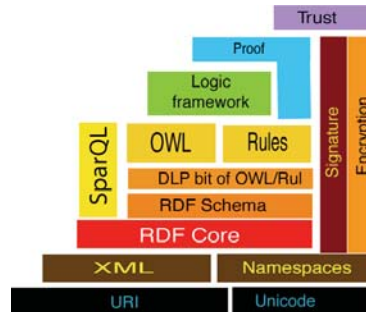 Trust
Proof
Logic
framework
Signature
Encryption
SparQL
OWL
Rules
DLP bit of OWL/Rul
RDF Schema
RDF Core
XML
Namespaces
URI
Unicode